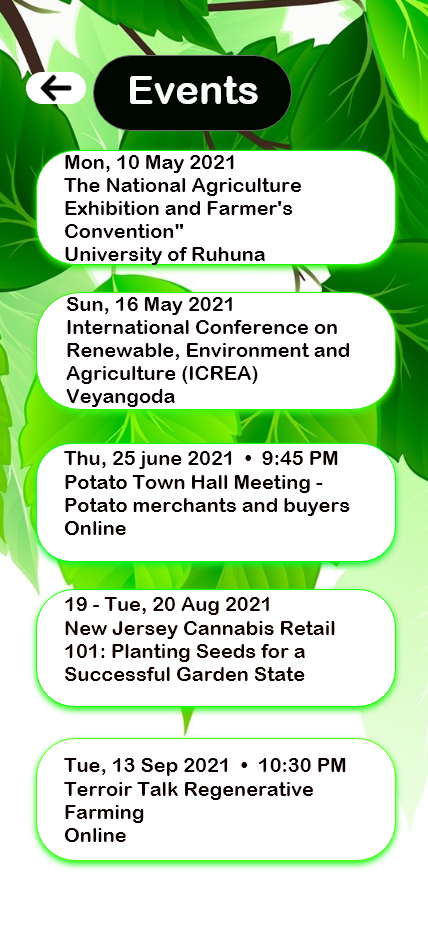 Events
Mon, 10 May 2021
The National Agriculture
Exhibition and Farmer's
Convention"
University of Ruhuna
Sun, 16 May 2021
International Conference on
Renewable, Environment and
Agriculture (ICREA)
Veyangoda
Thu, 25 june 2021 • 9:45 PM
Potato Town Hall Meeting -
Potato merchants and buyers
Online
19 - Tue, 20 Aug 2021
New Jersey Cannabis Retail
101: Planting Seeds for a
Successful Garden State
Tue, 13 Sep 2021 • 10:30 PM
Terroir Talk Regenerative
Farming
Online